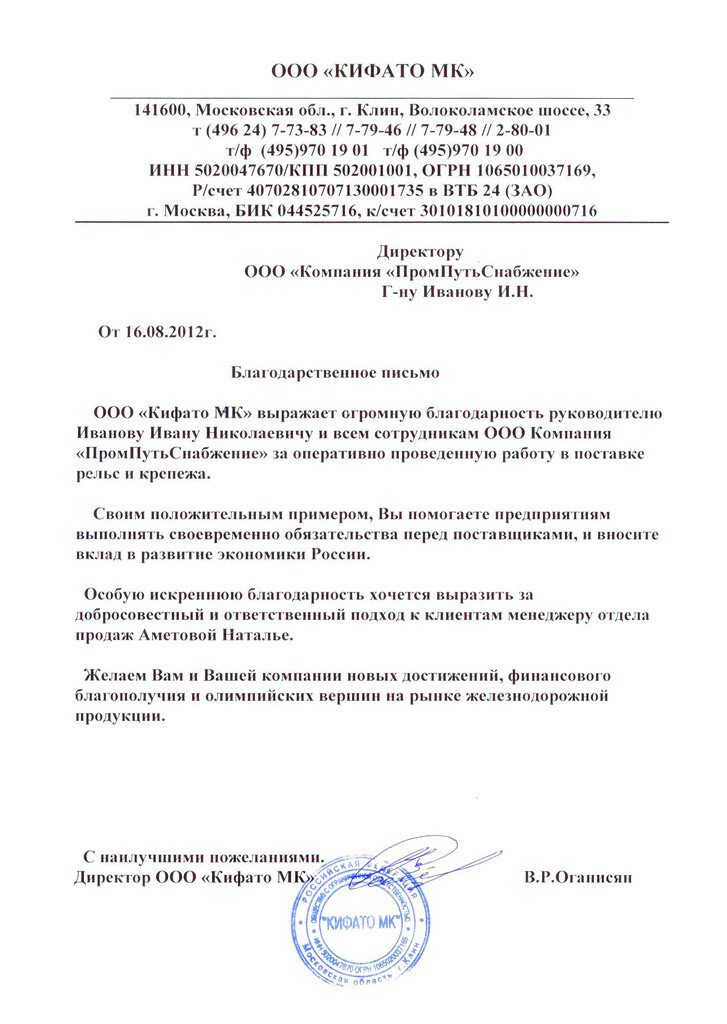 ООО «КИФАТО МК»
141600, Московская обл., г. Клин, Волоколамское шоссе, 33
т (496 24) 7-73-83 // 7-79-46 // 7-79-48 // 2-80-01
т/ф (495)970 19 01 т/ф (495)970 19 00
ИНН 5020047670/КПП 502001001, ОГРН 1065010037169,
Р/счет 40702810707130001735 в ВТБ 24 (ЗАО)
г. Москва, БИК 044525716, к/счет 30101810100000000716
Директору
ООО «Компания «ПромПутьСнабжение»
Г-ну Иванову И.Н.
От 16.08.2012г.
Благодарственное письмо
ООО «Кифато МК» выражает огромную благодарность руководителю
Иванову Ивану Николаевичу и всем сотрудникам ООО Компания
«ПромПутьСнабжение» за оперативно проведенную работу в поставке
рельс и крепежа.
Своим положительным примером, Вы помогаете предприятиям
выполнять своевременно обязательства перед поставщиками, и вносите
вклад в развитие экономики России.
Особую искреннюю благодарность хочется выразить за
добросовестный и ответственный подход к клиентам менеджеру отдела
продаж Аметовой Наталье.
Желаем Вам и Вашей компании новых достижений, финансового
благополучия и олимпийских вершин на рынке железнодорожной
продукции.
С наилучшими пожеланиями.
Директор ООО «Кифато МК» В.Р.Оганисян
РОССИЙСКАЯ ФЕДЕРАЦИЯ
ОБЩЕСТВО С ОГРАНИЧЕННОЙ ОТВЕТСТВЕННОСТЬЮ
"КИФАТО МК"
ИНН 5020047670 ОГРН
Московская область г. Клин